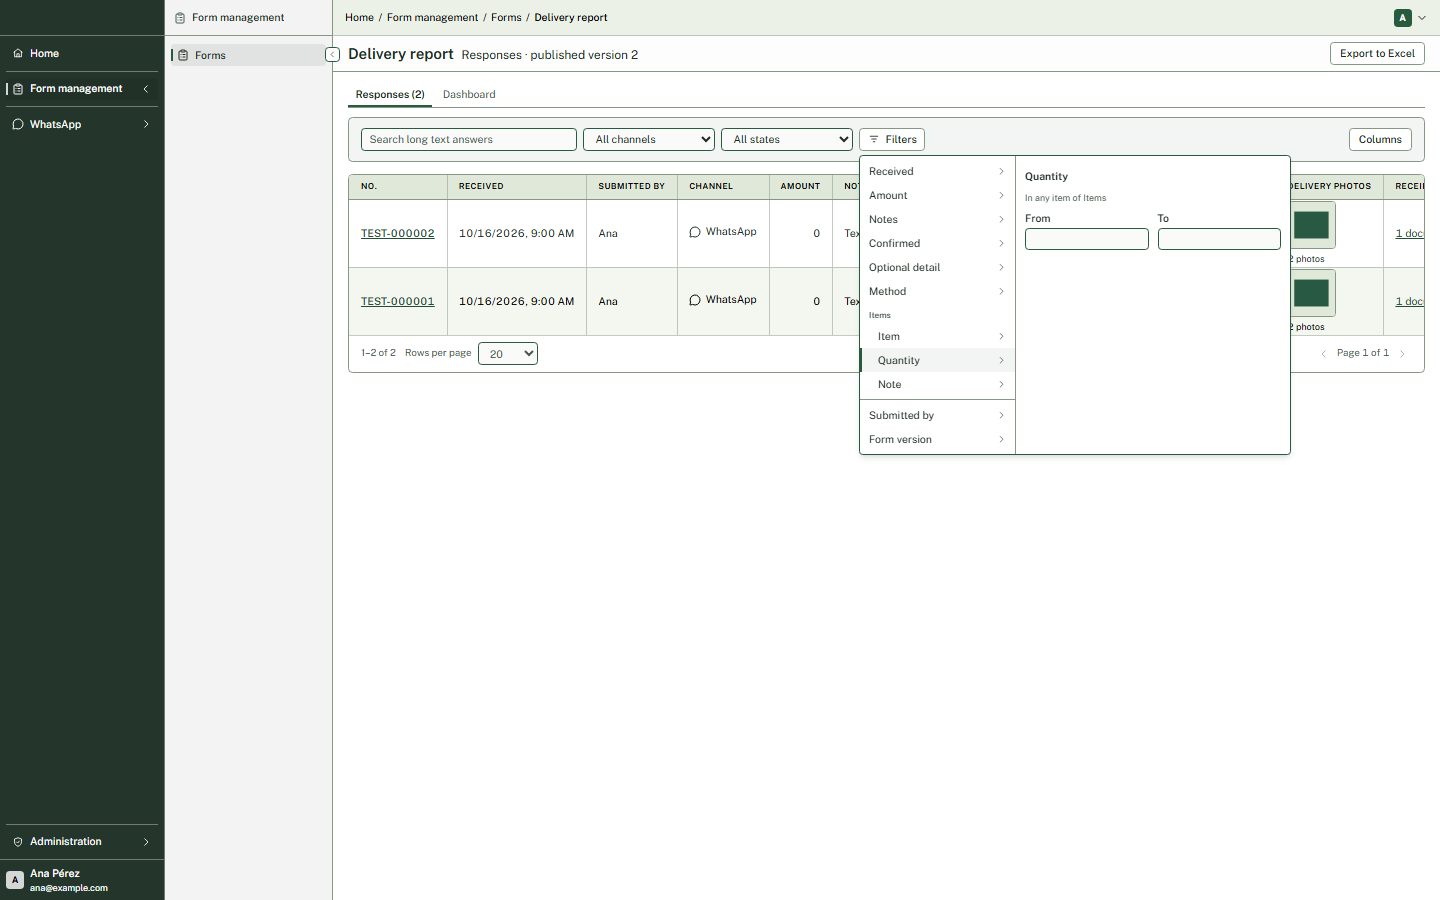 Form management
Home / Form management / Forms / Delivery report
A
Home
Form management
WhatsApp
Forms
Delivery report Responses · published version 2
Export to Excel
Responses (2) Dashboard
Search long text answers
All channels
All states
Filters
Columns
NO. RECEIVED SUBMITTED BY CHANNEL AMOUNT
DELIVERY PHOTOS
TEST-000002 10/16/2026, 9:00 AM Ana WhatsApp 0
2 photos
TEST-000001 10/16/2026, 9:00 AM Ana WhatsApp 0
2 photos
1–2 of 2 Rows per page 20
Page 1 of 1
Received
Amount
Notes
Confirmed
Optional detail
Method
Items
Item
Quantity
Note
Submitted by
Form version
Quantity
In any item of Items
From To
Administration
A
Ana Pérez
ana@example.com